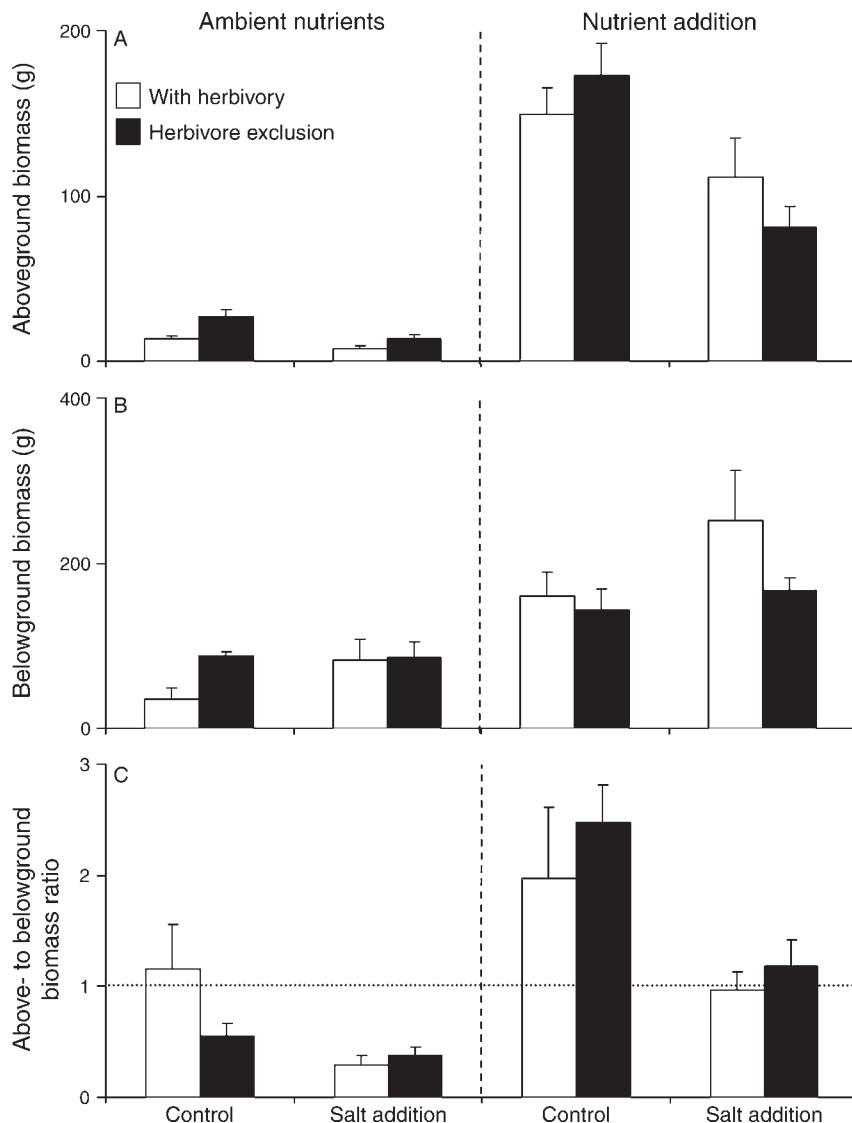 Ambient nutrients
Nutrient addition
A
With herbivory
Herbivore exclusion
Aboveground biomass (g)
200
100
0
B
Belowground biomass (g)
400
200
0
C
Above- to belowground
biomass ratio
3
2
1
0
Control
Salt addition
Control
Salt addition